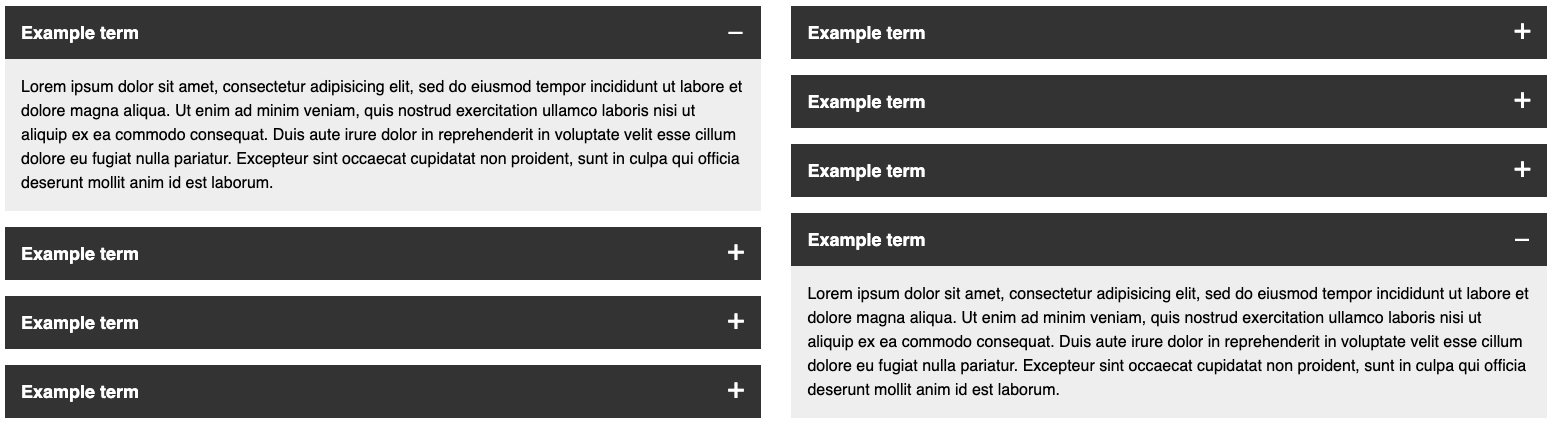 Example term
Lorem ipsum dolor sit amet, consectetur adipisicing elit, sed do eiusmod tempor incididunt ut labore et
dolore magna aliqua. Ut enim ad minim veniam, quis nostrud exercitation ullamco laboris nisi ut
aliquip ex ea commodo consequat. Duis aute irure dolor in reprehenderit in voluptate velit esse cillum
dolore eu fugiat nulla pariatur. Excepteur sint occaecat cupidatat non proident, sunt in culpa qui officia
deserunt mollit anim id est laborum.
Example term
Example term
Example term
Example term
Example term
Example term
Example term
Lorem ipsum dolor sit amet, consectetur adipisicing elit, sed do eiusmod tempor incididunt ut labore et
dolore magna aliqua. Ut enim ad minim veniam, quis nostrud exercitation ullamco laboris nisi ut
aliquip ex ea commodo consequat. Duis aute irure dolor in reprehenderit in voluptate velit esse cillum
dolore eu fugiat nulla pariatur. Excepteur sint occaecat cupidatat non proident, sunt in culpa qui officia
deserunt mollit anim id est laborum.